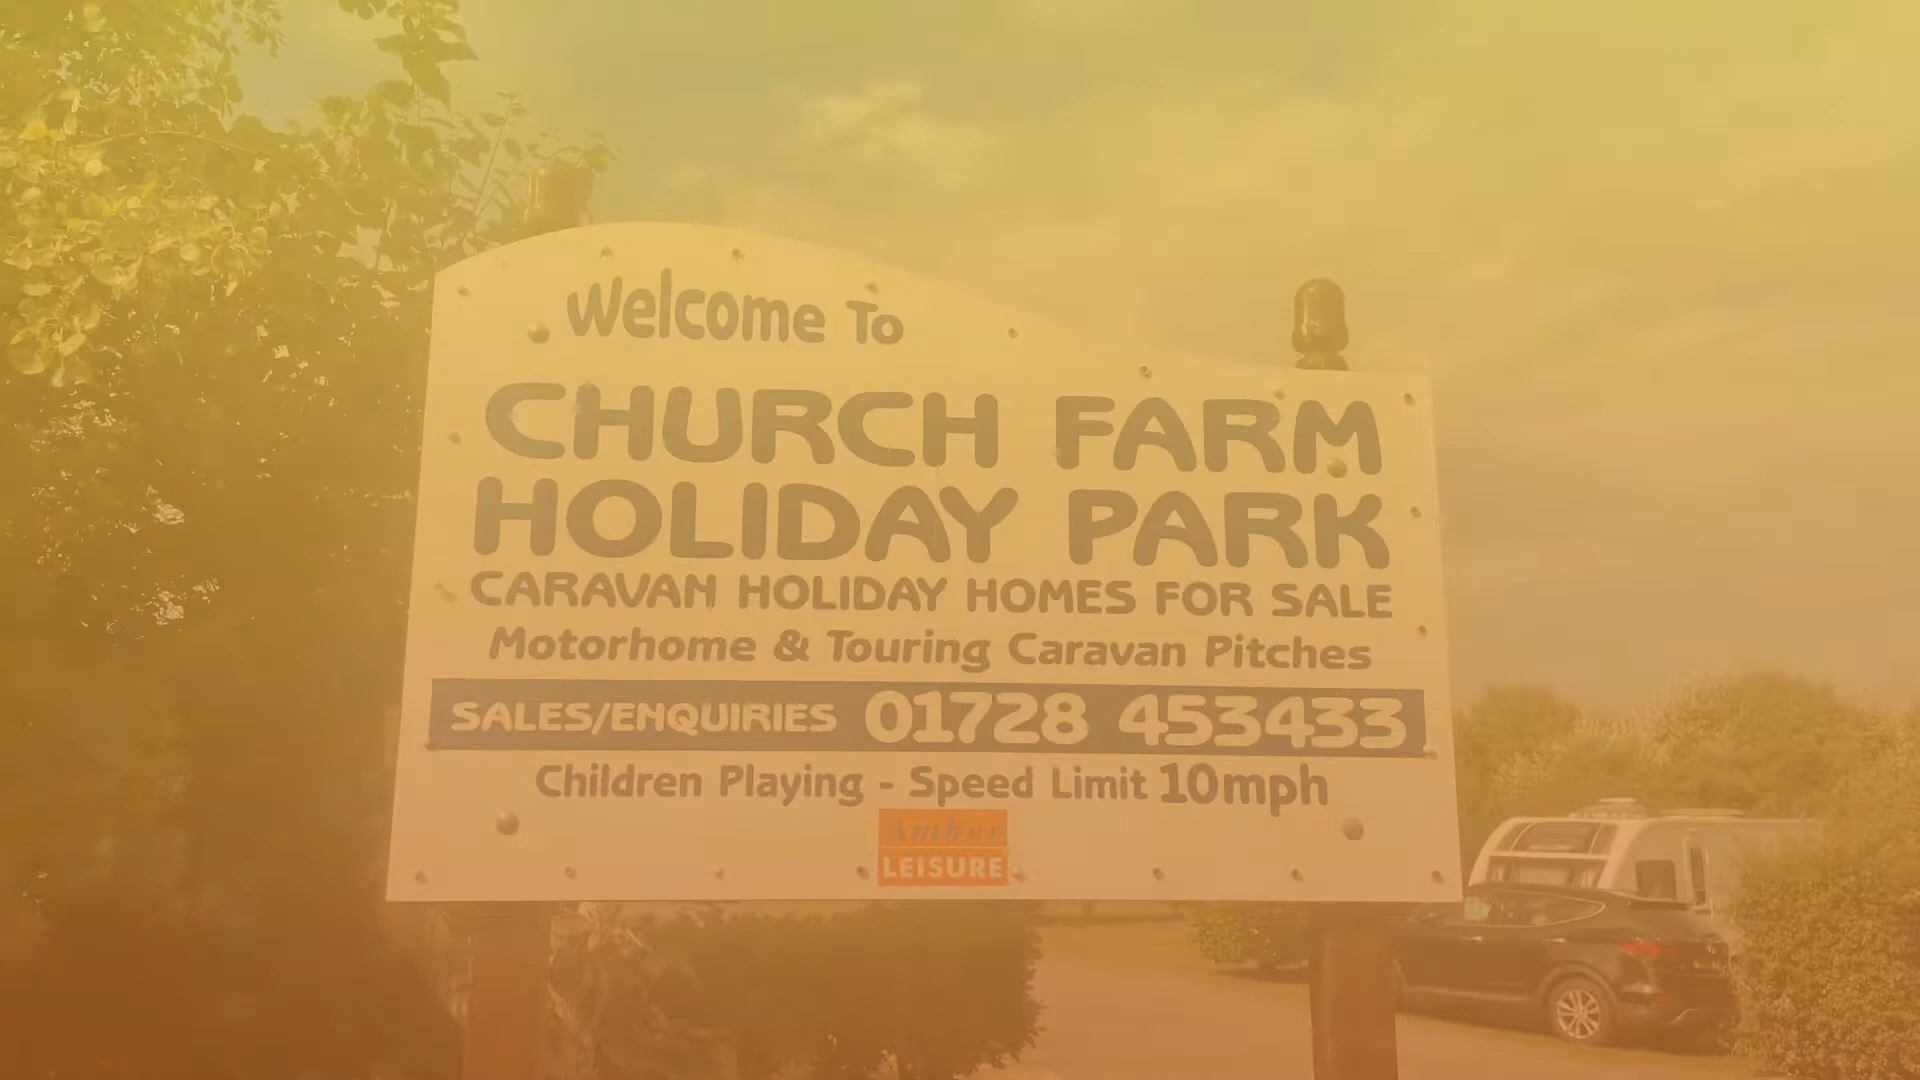 Welcome To
CHURCH FARM
HOLIDAY PARK
CARAVAN HOLIDAY HOMES FOR SALE
Motorhome & Touring Caravan Pitches
SALES/ENQUIRIES 01728 453433
Children Playing - Speed Limit 10mph
Amber
LEISURE